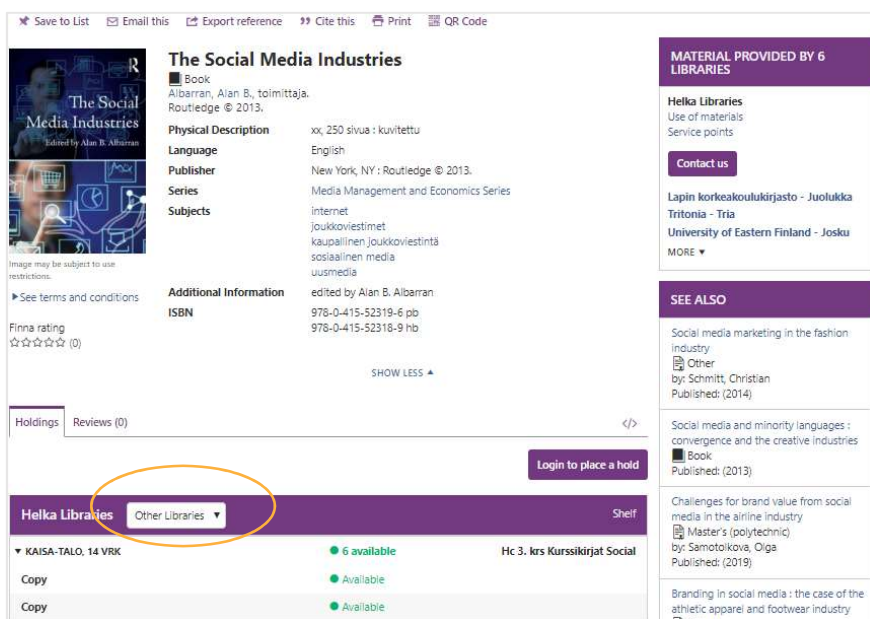 Save to List Email this Export reference Cite this Print QR Code
R
The Social
Media Industries
Edited by Alan B. Albarran
Image may be subject to use
restrictions.
See terms and conditions
Finna rating
(0)
The Social Media Industries
Book
Albarran, Alan B., toimittaja.
Routledge © 2013.
Physical Description xx, 250 sivua : kuvitettu
Language English
Publisher New York, NY : Routledge © 2013.
Series Media Management and Economics Series
Subjects internet
joukkoviestimet
kaupallinen joukkoviestintä
sosiaalinen media
uusmedia
Additional Information edited by Alan B. Albarran
ISBN 978-0-415-52319-6 pb
978-0-415-52318-9 hb
SHOW LESS
Holdings Reviews (0) </>
Login to place a hold
Helka Libraries Other Libraries Shelf
KAISA-TALO, 14 VRK 6 available Hc 3. krs Kurssikirjat Social
Copy Available
Copy Available
MATERIAL PROVIDED BY 6
LIBRARIES
Helka Libraries
Use of materials
Service points
Contact us
Lapin korkeakoulukirjasto - Juolukka
Tritonia - Tria
University of Eastern Finland - Josku
MORE
SEE ALSO
Social media marketing in the fashion
industry
Other
by: Schmitt, Christian
Published: (2014)
Social media and minority languages :
convergence and the creative industries
Book
Published: (2013)
Challenges for brand value from social
media in the airline industry
Master's (polytechnic)
by: Samotoikova, Olga
Published: (2019)
Branding in social media : the case of the
athletic apparel and footwear industry